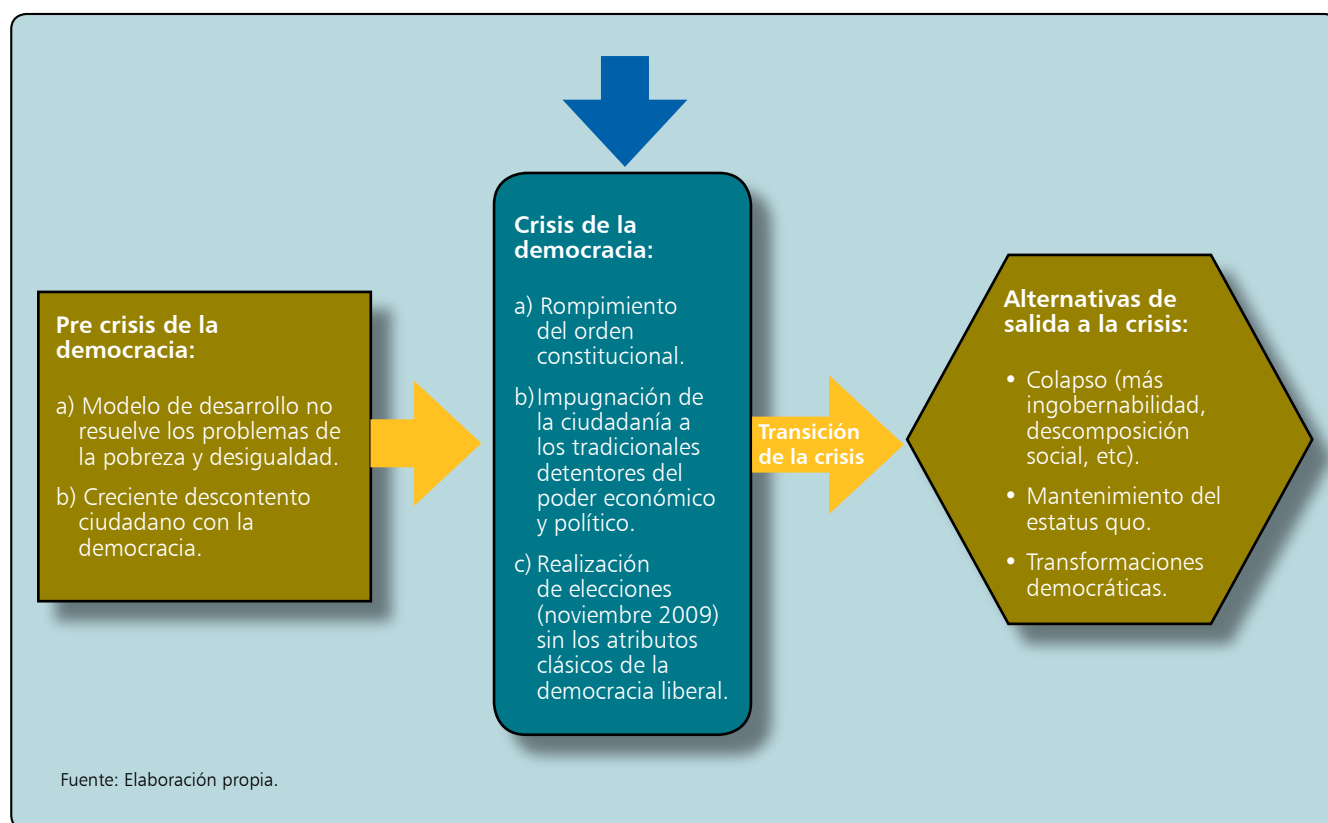 Pre crisis de la
democracia:
a) Modelo de desarrollo no
resuelve los problemas de
la pobreza y desigualdad.
b) Creciente descontento
ciudadano con la
democracia.
Crisis de la
democracia:
a) Rompimiento
del orden
constitucional.
b) Impugnación de
la ciudadanía a
los tradicionales
detentores del
poder económico
y político.
c) Realización
de elecciones
(noviembre 2009)
sin los atributos
clásicos de la
democracia liberal.
Transición
de la crisis
Alternativas de
salida a la crisis:
• Colapso (más
ingobernabilidad,
descomposición
social, etc).
• Mantenimiento del
estatus quo.
• Transformaciones
democráticas.
Fuente: Elaboración propia.